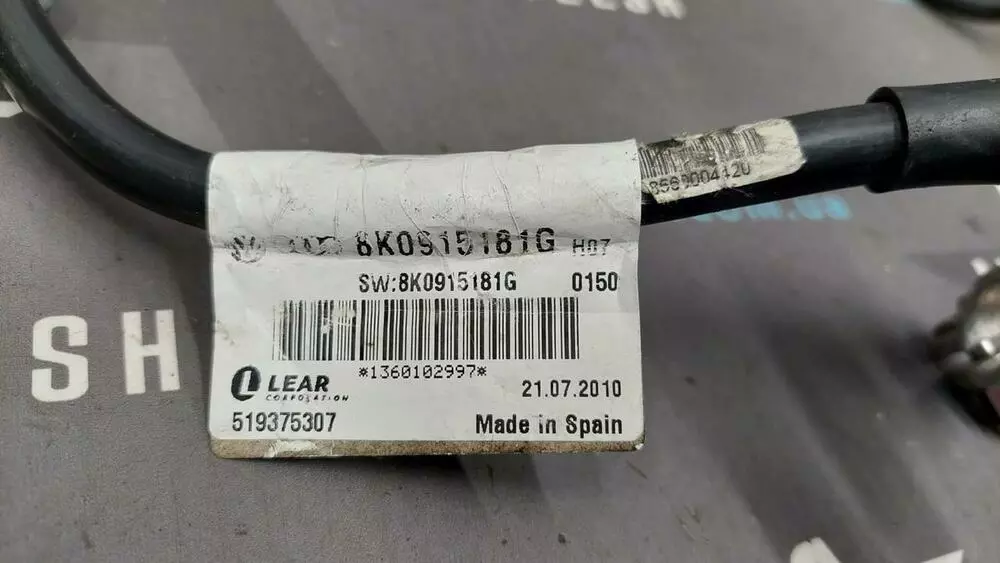 8K0915181G H07
SW:8K0915181G 0150
*1360102997*
LEAR
CORPORATION
21.07.2010
519375307
Made in Spain
SH